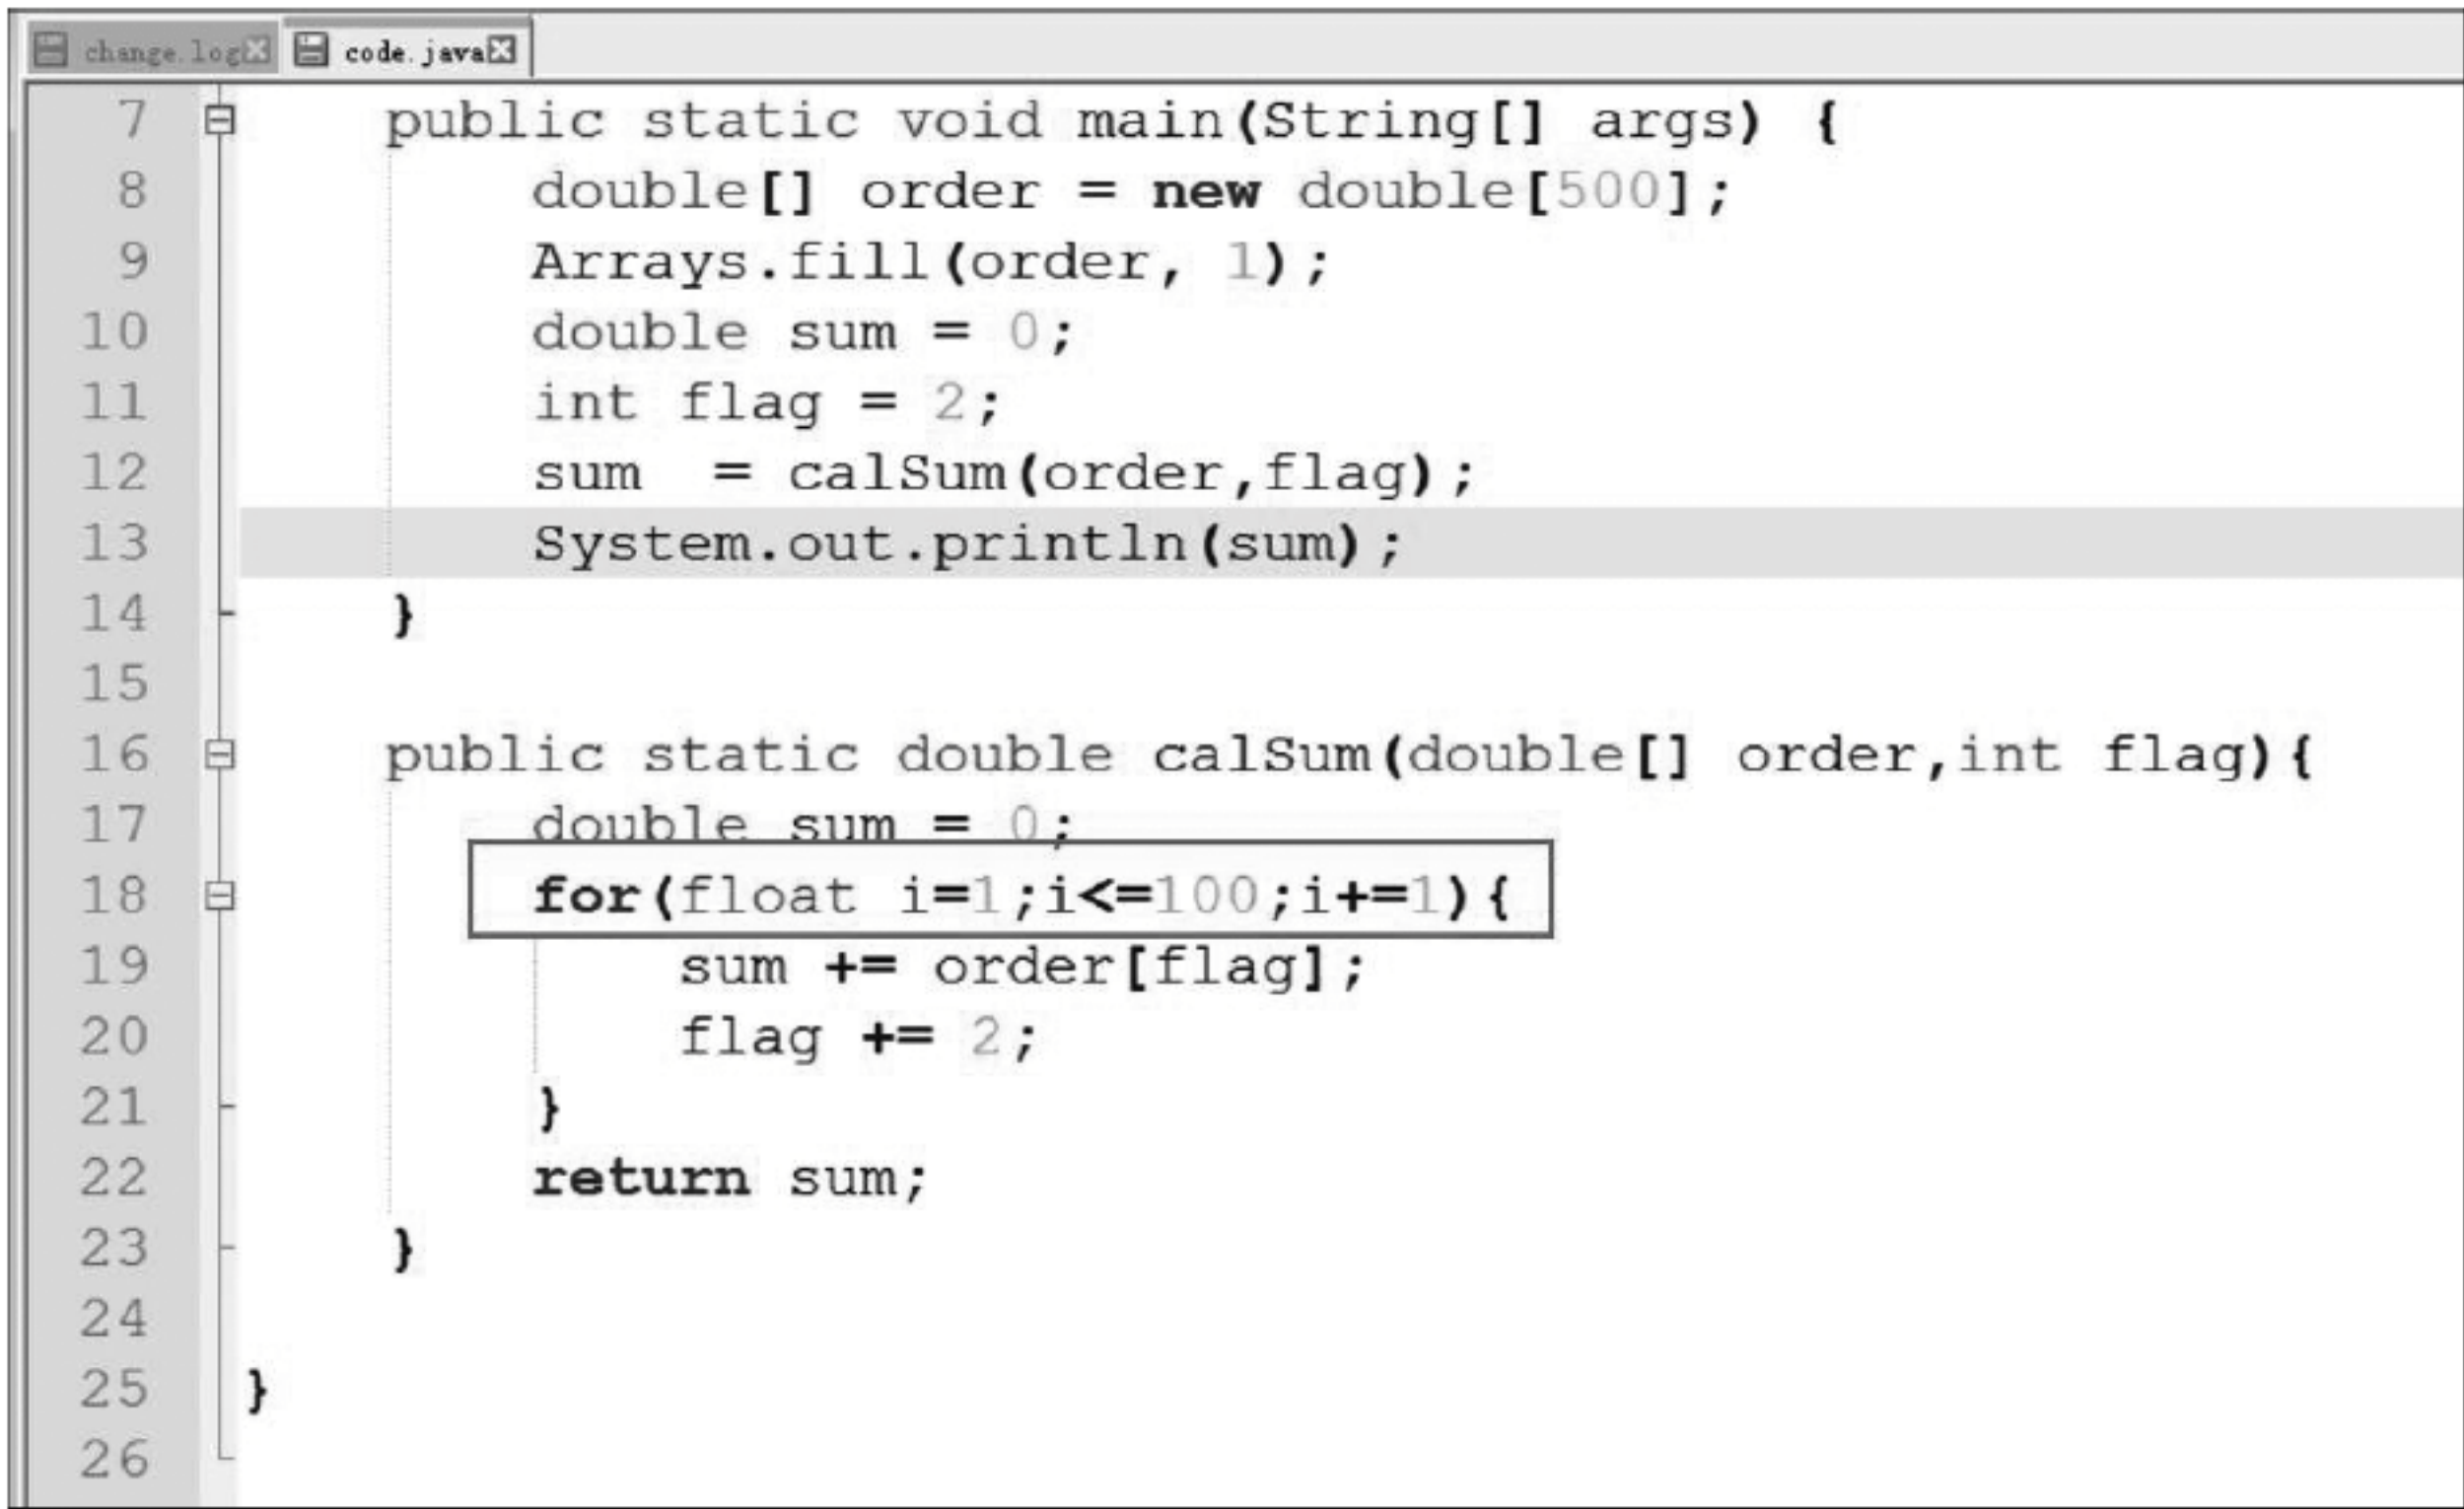 change.log code.java
7 public static void main(String[] args) {
8 double[] order = new double[500];
9 Arrays.fill(order, 1);
10 double sum = 0;
11 int flag = 2;
12 sum  = calSum(order,flag);
13 System.out.println(sum);
14 }
15
16 public static double calSum(double[] order,int flag){
17 double sum = 0;
18 for(float i=1;i<=100;i+=1){
19 sum += order[flag];
20 flag += 2;
21 }
22 return sum;
23 }
24
25 }
26